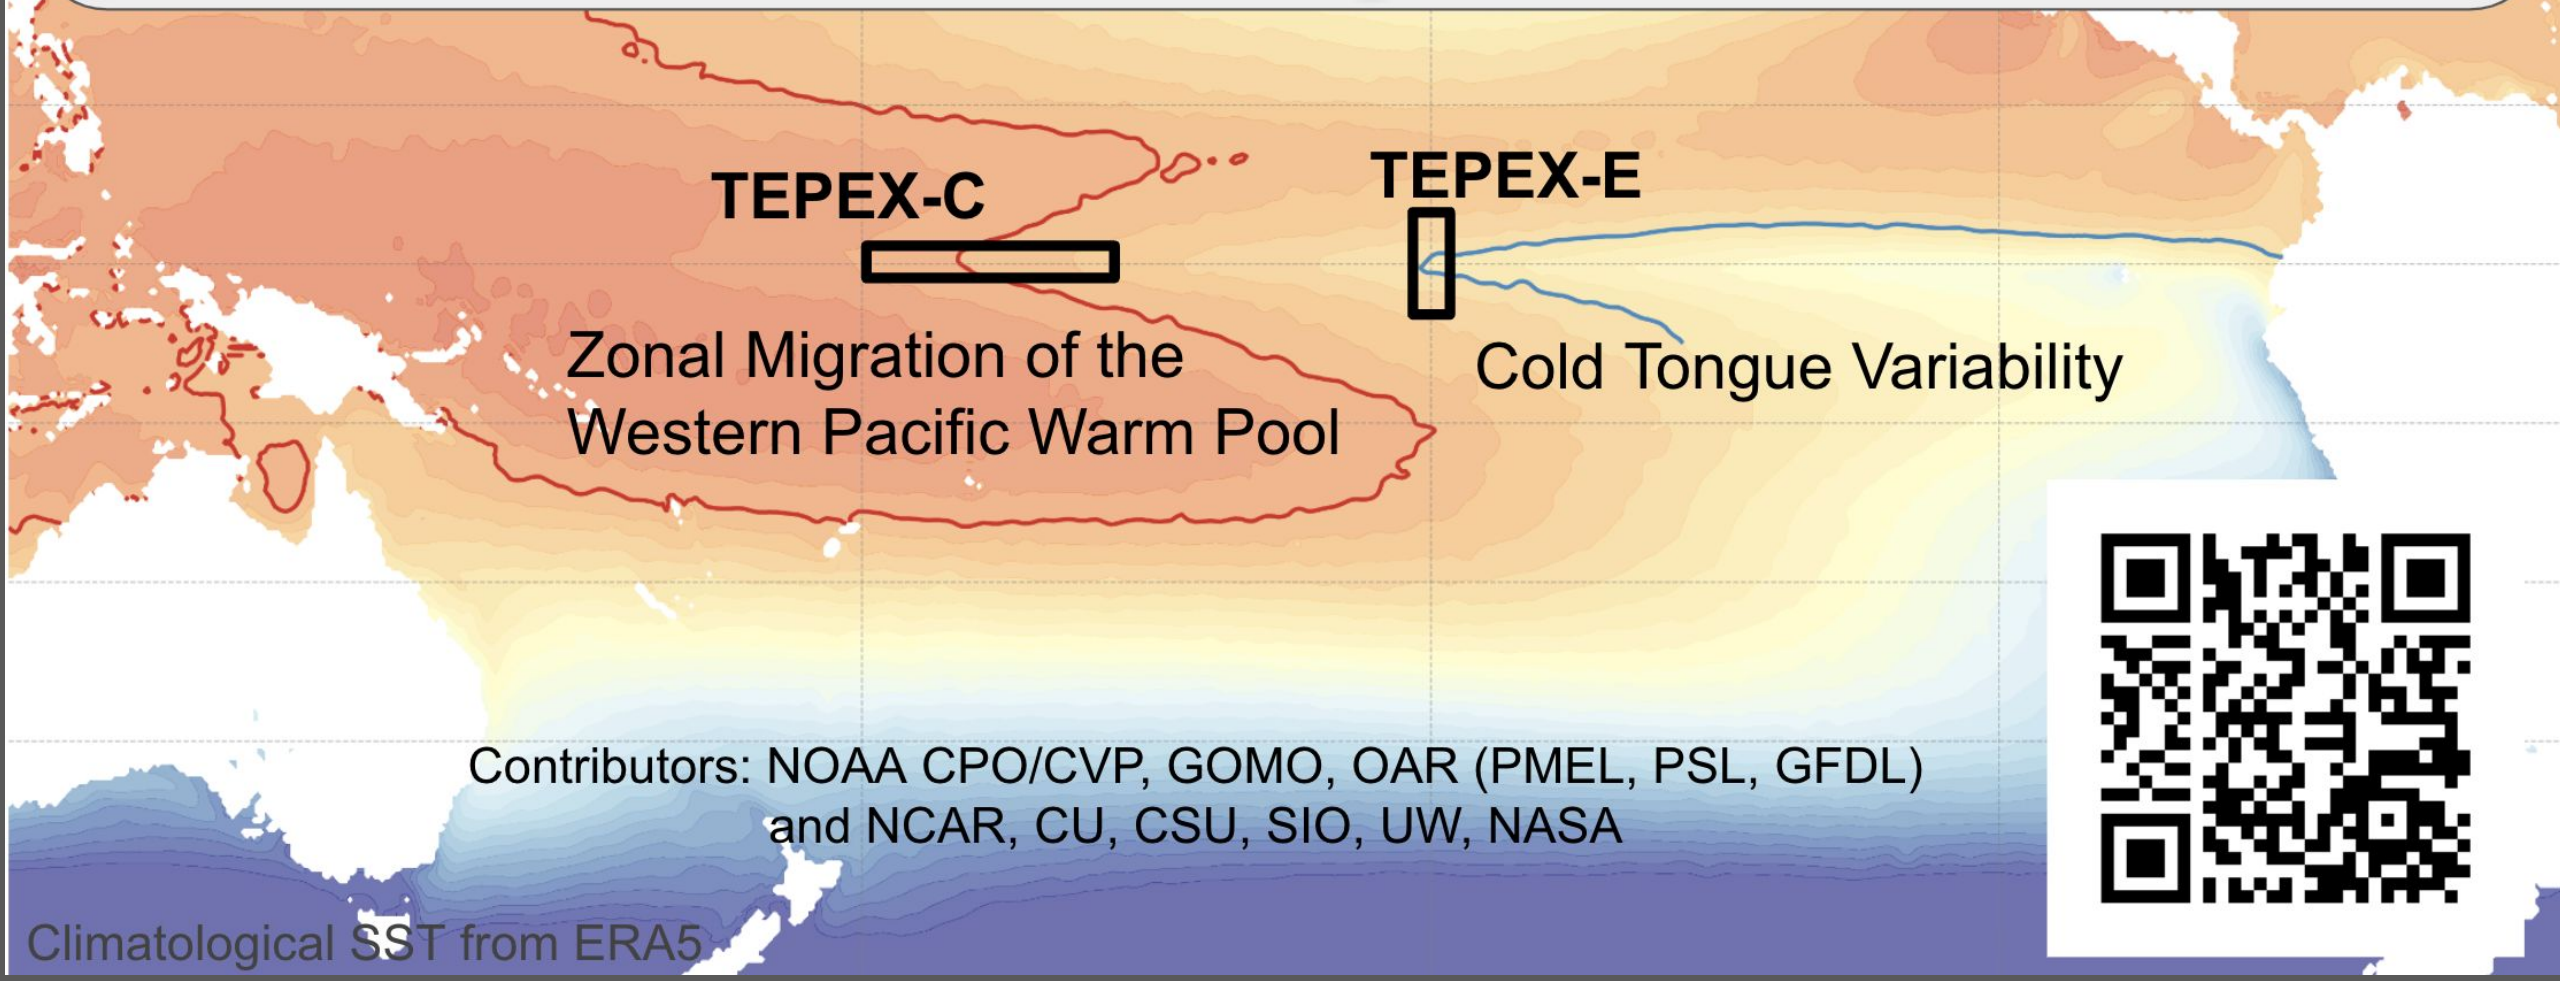 TEPEX-C
TEPEX-E
Zonal Migration of the
Western Pacific Warm Pool
Cold Tongue Variability
Contributors: NOAA CPO/CVP, GOMO, OAR (PMEL, PSL, GFDL)
and NCAR, CU, CSU, SIO, UW, NASA
Climatological SST from ERA5